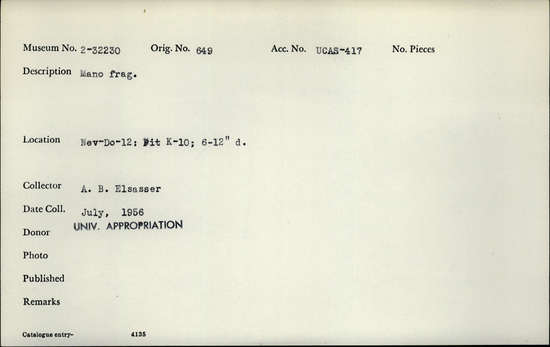 Museum No. 2-32230 Orig. No. 649 Acc. No. UCAS-417 No. Pieces
Description Mano frag.
Location Nev-Do-12: Pit K-10; 6-12" d.
Collector A. B. Elsasser
Date Coll. July, 1956
Donor UNIV. APPROPRIATION
Photo
Published
Remarks
Catalogue entry- 4135